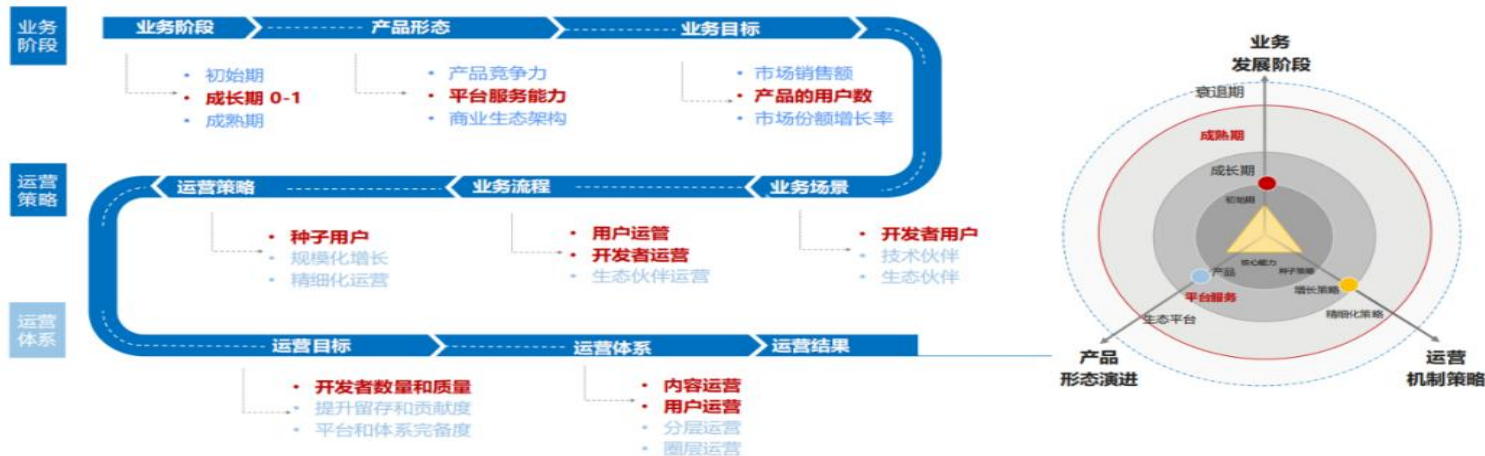 业务
阶段
业务阶段
产品形态
业务目标
• 初始期
• 成长期 0-1
• 成熟期
• 产品竞争力
• 平台服务能力
• 商业生态架构
• 市场销售额
• 产品的用户数
• 市场份额增长率
运营
策略
运营策略
业务流程
业务场景
• 种子用户
• 规模化增长
• 精细化运营
• 用户运管
• 开发者运营
• 生态伙伴运营
• 开发者用户
• 技术伙伴
• 生态伙伴
运营
体系
运营目标
运营体系
运营结果
• 开发者数量和质量
• 提升留存和贡献度
• 平台和体系完备度
• 内容运营
• 用户运营
• 分层运营
• 圈层运营
业务
发展阶段
衰退期
成熟期
成长期
初始期
核心能力
产品
种子策略
平台服务
增长策略
生态平台
精细化策略
产品
形态演进
运营
机制策略